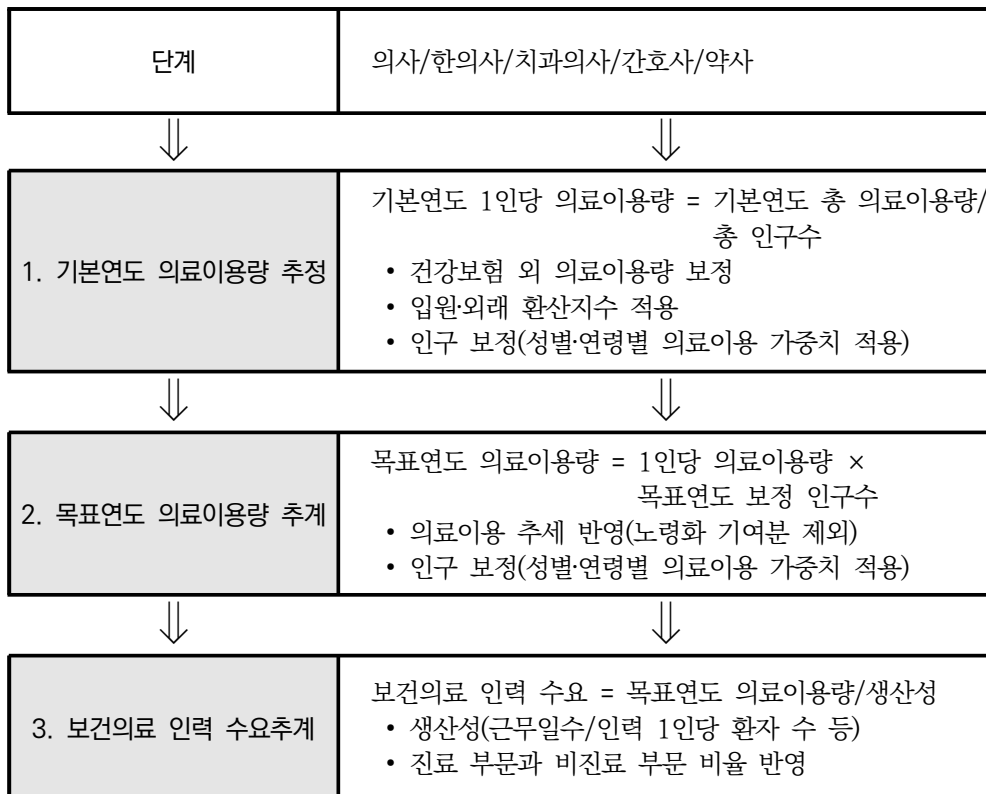 단계
의사/한의사/치과의사/간호사/약사
1. 기본연도 의료이용량 추정
기본연도 1인당 의료이용량 = 기본연도 총 의료이용량/
총 인구수
• 건강보험 외 의료이용량 보정
• 입원·외래 환산지수 적용
• 인구 보정(성별·연령별 의료이용 가중치 적용)
2. 목표연도 의료이용량 추계
목표연도 의료이용량 = 1인당 의료이용량 ×
목표연도 보정 인구수
• 의료이용 추세 반영(노령화 기여분 제외)
• 인구 보정(성별·연령별 의료이용 가중치 적용)
3. 보건의료 인력 수요추계
보건의료 인력 수요 = 목표연도 의료이용량/생산성
• 생산성(근무일수/인력 1인당 환자 수 등)
• 진료 부문과 비진료 부문 비율 반영